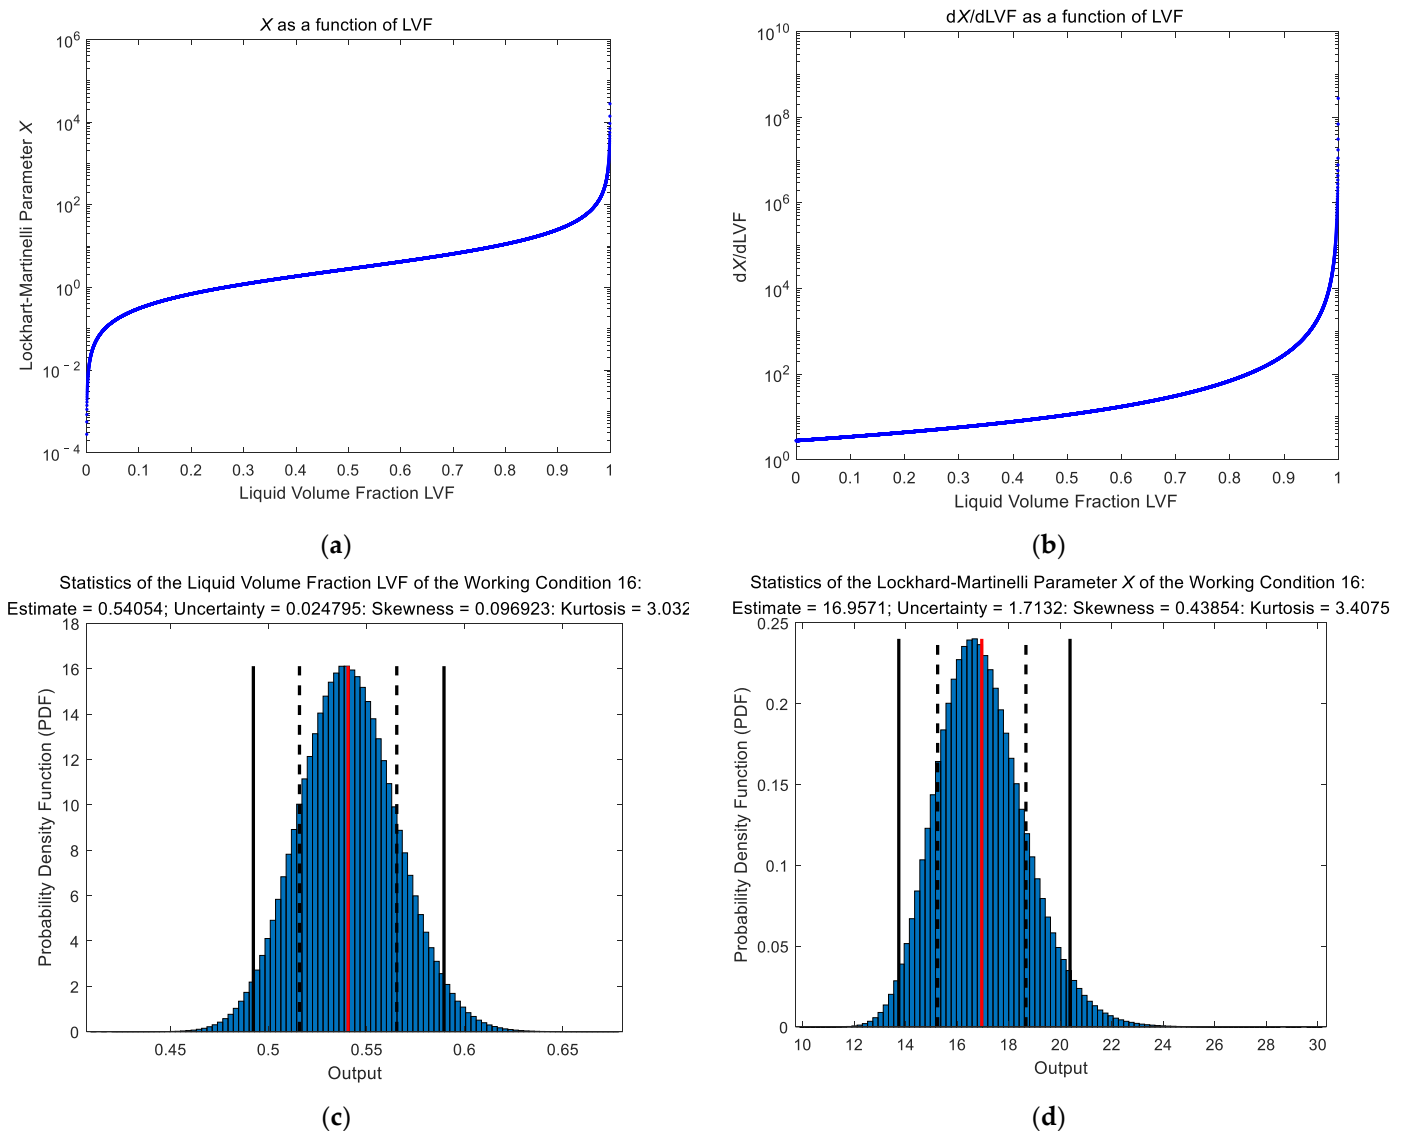 X as a function of LVF
10^6
10^4
10^2
10^0
10^-2
10^-4
Lockhart-Martinelli Parameter X
0 0.1 0.2 0.3 0.4 0.5 0.6 0.7 0.8 0.9 1
Liquid Volume Fraction LVF
(a)
dX/dLVF as a function of LVF
10^10
10^8
10^6
10^4
10^2
10^0
dX/dLVF
0 0.1 0.2 0.3 0.4 0.5 0.6 0.7 0.8 0.9 1
Liquid Volume Fraction LVF
(b)
Statistics of the Liquid Volume Fraction LVF of the Working Condition 16:
Estimate = 0.54054; Uncertainty = 0.024795: Skewness = 0.096923: Kurtosis = 3.032
18
16
14
12
10
8
6
4
2
0
Probability Density Function (PDF)
0.45 0.5 0.55 0.6 0.65
Output
(c)
Statistics of the Lockhard-Martinelli Parameter X of the Working Condition 16:
Estimate = 16.9571; Uncertainty = 1.7132: Skewness = 0.43854: Kurtosis = 3.4075
0.25
0.2
0.15
0.1
0.05
0
Probability Density Function (PDF)
10 12 14 16 18 20 22 24 26 28 30
Output
(d)